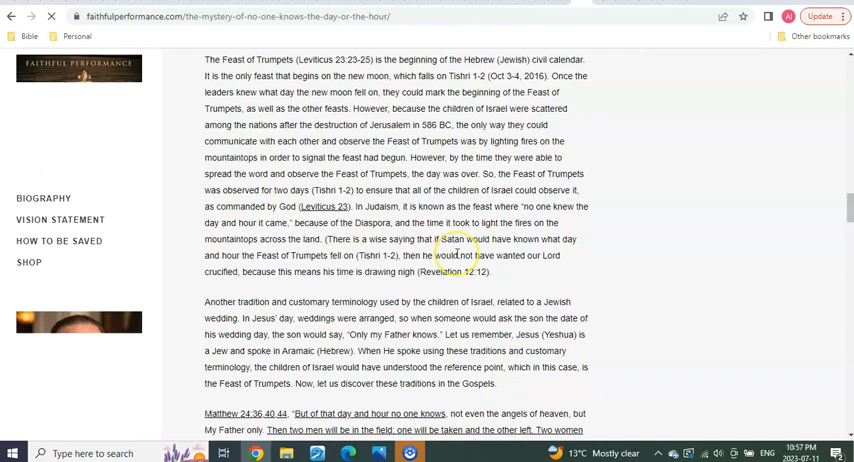 faithfulperformance.com/the-mystery-of-no-one-knows-the-day-or-the-hour/
AI
Update
Bible
Personal
Other bookmarks
FAITHFUL PERFORMANCE
BIOGRAPHY
VISION STATEMENT
HOW TO BE SAVED
SHOP
The Feast of Trumpets (Leviticus 23:23-25) is the beginning of the Hebrew (Jewish) civil calendar.
It is the only feast that begins on the new moon, which falls on Tishri 1-2 (Oct 3-4, 2016). Once the
leaders knew what day the new moon fell on, they could mark the beginning of the Feast of
Trumpets, as well as the other feasts. However, because the children of Israel were scattered
among the nations after the destruction of Jerusalem in 586 BC, the only way they could
communicate with each other and observe the Feast of Trumpets was by lighting fires on the
mountaintops in order to signal the feast had begun. However, by the time they were able to
spread the word and observe the Feast of Trumpets, the day was over. So, the Feast of Trumpets
was observed for two days (Tishri 1-2) to ensure that all of the children of Israel could observe it,
as commanded by God (Leviticus 23). In Judaism, it is known as the feast where “no one knew the
day and hour it came,” because of the Diaspora, and the time it took to light the fires on the
mountaintops across the land. (There is a wise saying that if Satan would have known what day
and hour the Feast of Trumpets fell on (Tishri 1-2), then he would not have wanted our Lord
crucified, because this means his time is drawing nigh (Revelation 12:12).
Another tradition and customary terminology used by the children of Israel, related to a Jewish
wedding. In Jesus’ day, weddings were arranged, so when someone would ask the son the date of
his wedding day, the son would say, “Only my Father knows.” Let us remember, Jesus (Yeshua) is
a Jew and spoke in Aramaic (Hebrew). When He spoke using these traditions and customary
terminology, the children of Israel would have understood the reference point, which in this case, is
the Feast of Trumpets. Now, let us discover these traditions in the Gospels.
Matthew 24:36,40,44, “But of that day and hour no one knows, not even the angels of heaven, but
My Father only. Then two men will be in the field: one will be taken and the other left. Two women
Type here to search
13°C Mostly clear
ENG
10:57 PM
2023-07-11
2